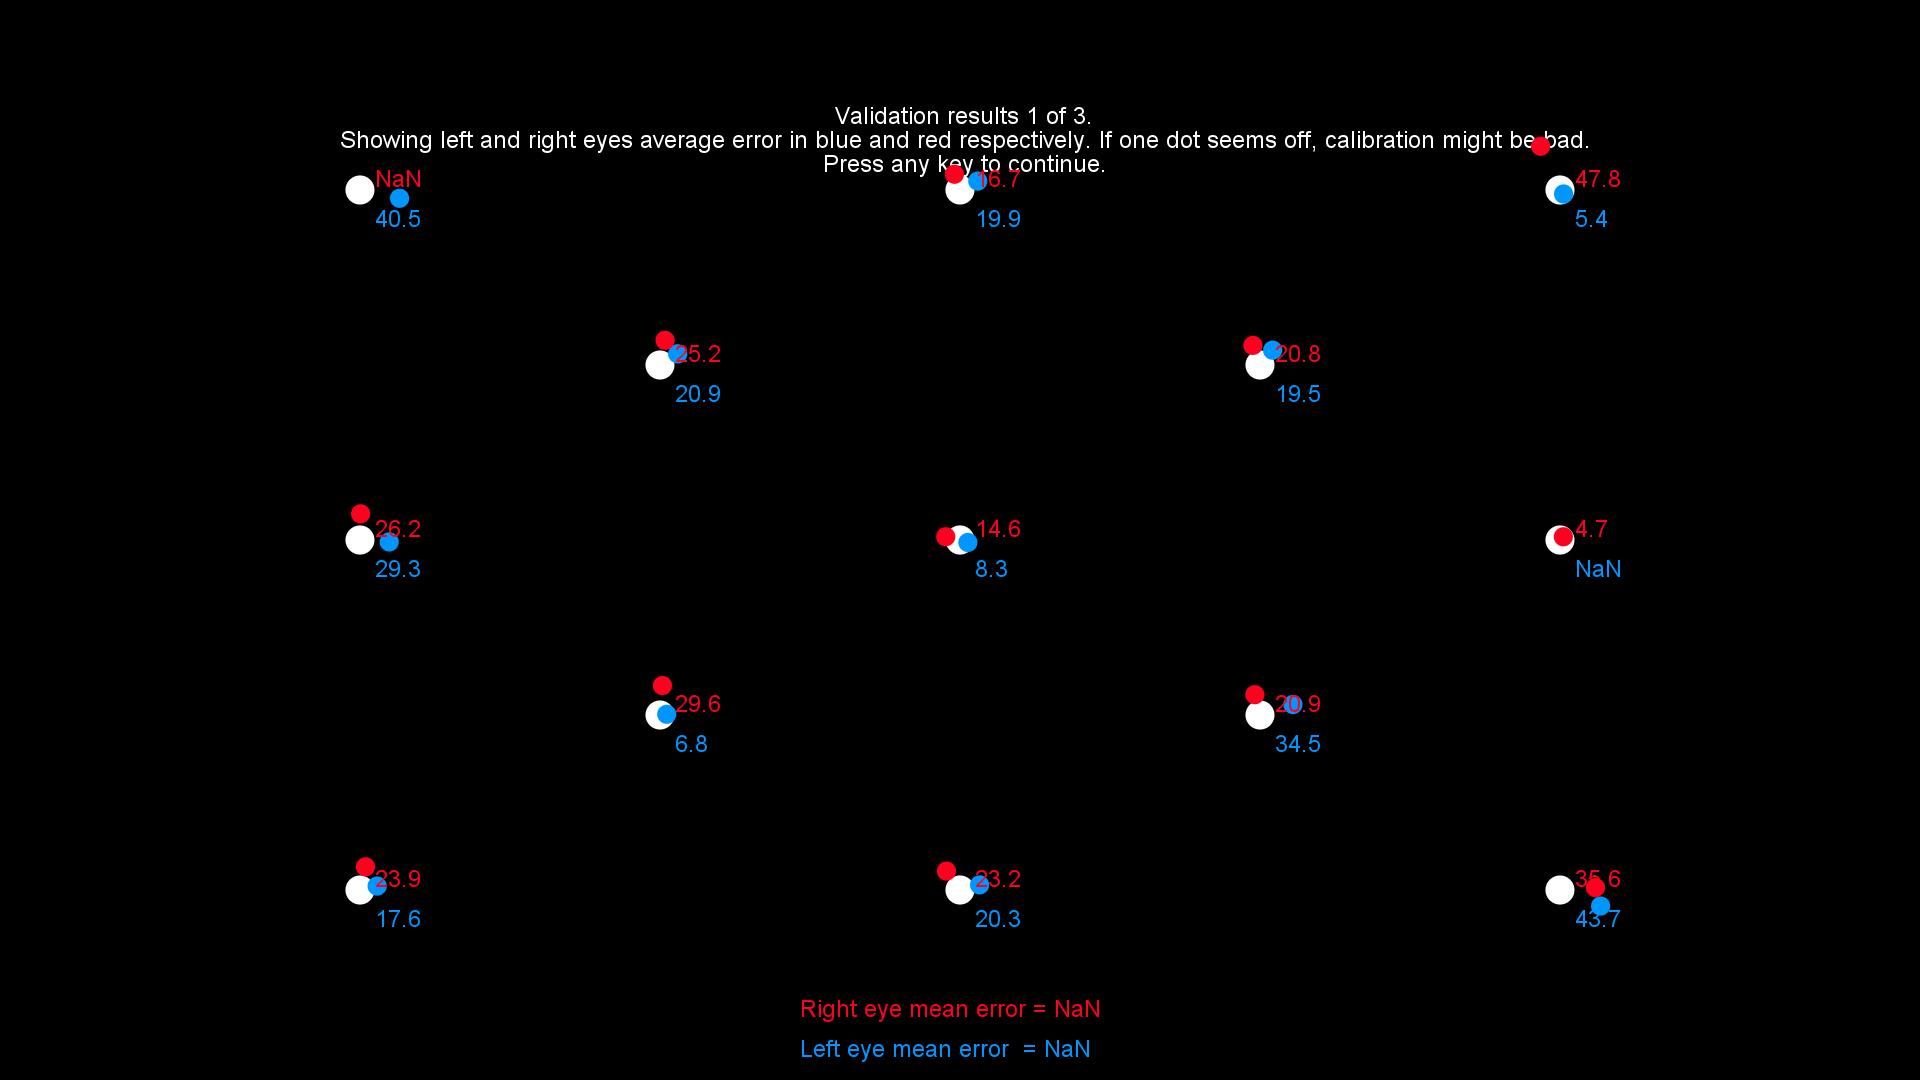 Validation results 1 of 3.
Showing left and right eyes average error in blue and red respectively. If one dot seems off, calibration might be bad.
Press any key to continue.
NaN 16.7 47.8
40.5 19.9 5.4
25.2 20.8
20.9 19.5
26.2 14.6 4.7
29.3 8.3 NaN
29.6 20.9
6.8 34.5
23.9 23.2 35.6
17.6 20.3 43.7
Right eye mean error = NaN
Left eye mean error = NaN